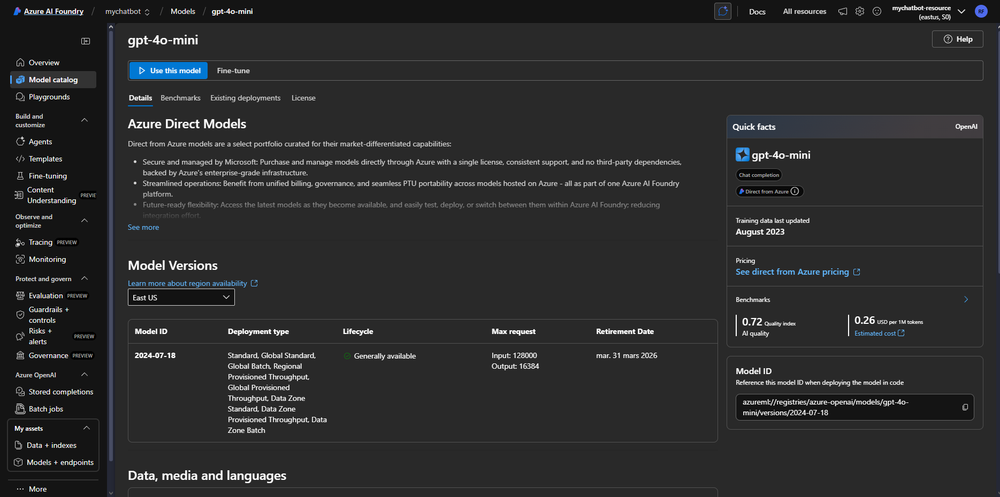 Azure AI Foundry / mychatbot / Models / gpt-4o-mini
Docs
All resources
mychatbot-resource
(eastus, S0)
RF
Overview
Model catalog
Playgrounds
Build and
customize
Agents
Templates
Fine-tuning
Content
Understanding PREVIE
Observe and
optimize
Tracing PREVIEW
Monitoring
Protect and govern
Evaluation PREVIEW
Guardrails +
controls
Risks +
alerts PREVIEW
Governance PREVIEW
Azure OpenAI
Stored completions
Batch jobs
My assets
Data + indexes
Models + endpoints
More
gpt-4o-mini
Help
Use this model
Fine-tune
Details
Benchmarks
Existing deployments
License
Azure Direct Models
Direct from Azure models are a select portfolio curated for their market-differentiated capabilities:
• Secure and managed by Microsoft: Purchase and manage models directly through Azure with a single license, consistent support, and no third-party dependencies,
backed by Azure's enterprise-grade infrastructure.
• Streamlined operations: Benefit from unified billing, governance, and seamless PTU portability across models hosted on Azure - all as part of one Azure AI Foundry
platform.
• Future-ready flexibility: Access the latest models as they become available, and easily test, deploy, or switch between them within Azure AI Foundry; reducing
integration effort.
See more
Model Versions
Learn more about region availability
East US
Model ID
Deployment type
Lifecycle
Max request
Retirement Date
2024-07-18
Standard, Global Standard,
Global Batch, Regional
Provisioned Throughput,
Global Provisioned
Throughput, Data Zone
Standard, Data Zone
Provisioned Throughput, Data
Zone Batch
Generally available
Input: 128000
Output: 16384
mar. 31 mars 2026
Data, media and languages
Quick facts
OpenAI
gpt-4o-mini
Chat completion
Direct from Azure
Training data last updated
August 2023
Pricing
See direct from Azure pricing
Benchmarks
0.72 Quality index
AI quality
0.26 USD per 1M tokens
Estimated cost
Model ID
Reference this model ID when deploying the model in code
azureml://registries/azure-openai/models/gpt-4o-
mini/versions/2024-07-18